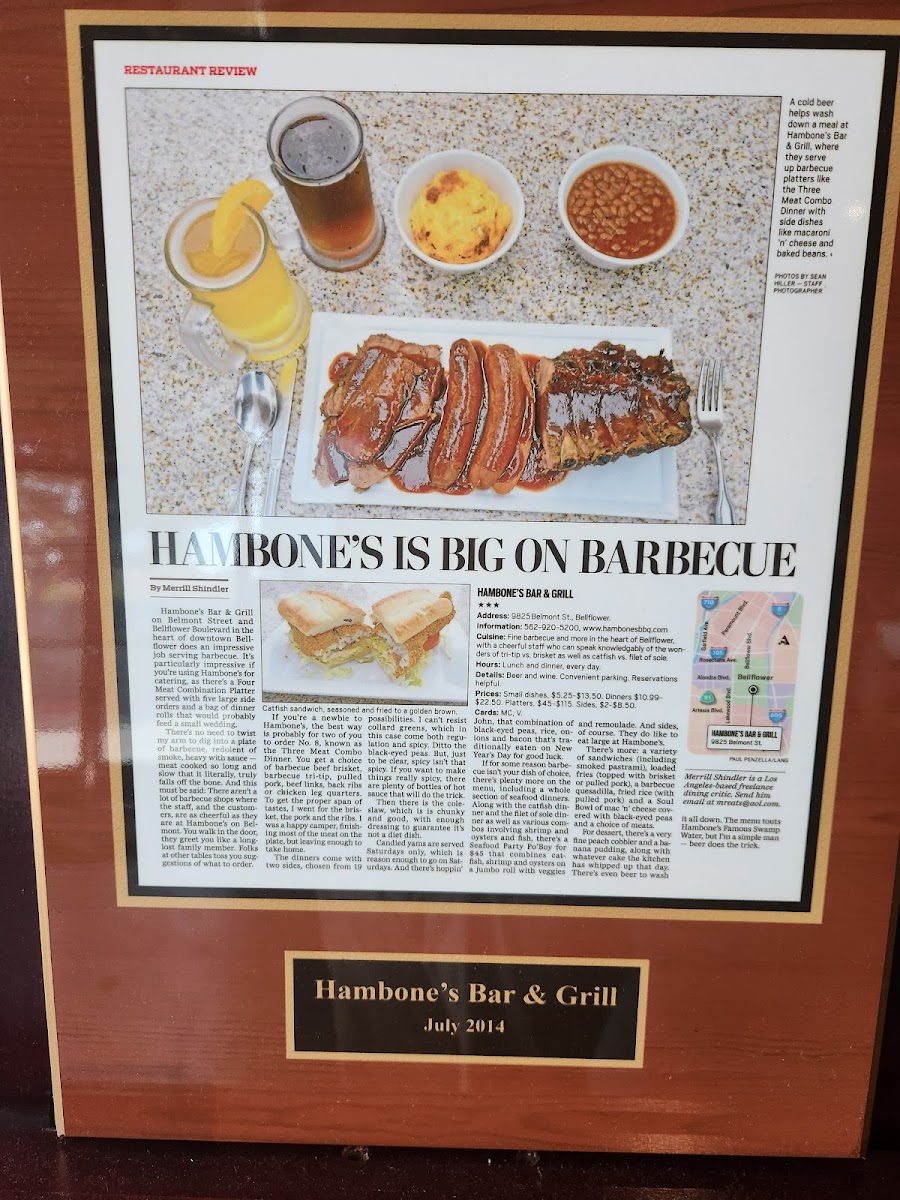 RESTAURANT REVIEW
A cold beer
helps wash
down a meal at
Hambone's Bar
& Grill, where
they serve
up barbecue
platters like
the Three
Meat Combo
Dinner with
side dishes
like macaroni
'n' cheese and
baked beans.
PHOTOS BY SEAN
HILLER — STAFF
PHOTOGRAPHER
HAMBONE'S IS BIG ON BARBECUE
By Merrill Shindler
Hambone's Bar & Grill
on Belmont Street and
Bellflower Boulevard in the
heart of downtown Bell-
flower does an impressive
job serving barbecue. It's
particularly impressive if
you're using Hambone's for
catering, as there's a Four
Meat Combination Platter
served with five large side
orders and a bag of dinner
rolls that would probably
feed a small wedding.
There's no need to twist
my arm to dig into a plate
of barbecue, redolent of
smoke, heavy with sauce —
meat cooked so long and
slow that it literally, truly
falls off the bone. And this
must be said: There aren't a
lot of barbecue shops where
the staff, and the custom-
ers, are as cheerful as they
are at Hambone's on Bel-
mont. You walk in the door,
they greet you like a long-
lost family member. Folks
at other tables toss you sug-
gestions of what to order.
Catfish sandwich, seasoned and fried to a golden brown.
If you're a newbie to
Hambone's, the best way
is probably for two of you
to order No. 8, known as
the Three Meat Combo
Dinner. You get a choice
of barbecue beef brisket,
barbecue tri-tip, pulled
pork, beef links, back ribs
or chicken leg quarters.
To get the proper span of
tastes, I went for the bris-
ket, the pork and the ribs. I
was a happy camper, finish-
ing most of the meat on the
plate, but leaving enough to
take home.
The dinners come with
two sides, chosen from 19
possibilities. I can't resist
collard greens, which in
this case come both regu-
lation and spicy. Ditto the
black-eyed peas. But, just
to be clear, spicy isn't that
spicy. If you want to make
things really spicy, there
are plenty of bottles of hot
sauce that will do the trick.
Then there is the cole-
slaw, which is chunky and
and good, with enough
dressing to guarantee it's
not a diet dish.
Candied yams are served
Saturdays only, which is
reason enough to go on Sat-
urdays. And there's hoppin'
HAMBONE'S BAR & GRILL
★★★
Address: 9825 Belmont St., Bellflower.
Information: 562-920-5200, www.hambonesbbq.com
Cuisine: Fine barbecue and more in the heart of Bellflower,
with a cheerful staff who can speak knowledgably of the won-
ders of tri-tip vs. brisket as well as catfish vs. filet of sole.
Hours: Lunch and dinner, every day.
Details: Beer and wine. Convenient parking. Reservations
helpful.
Prices: Small dishes, $5.25-$13.50. Dinners $10.99-
$22.50. Platters, $45-$115. Sides, $2-$8.50.
Cards: MC, V.
John, that combination of
black-eyed peas, rice, on-
ions and bacon that's tra-
ditionally eaten on New
Year's Day for good luck.
If for some reason barbe-
cue isn't your dish of choice,
there's plenty more on the
menu, including a whole
section of seafood dinners.
Along with the catfish din-
ner and the filet of sole din-
ner as well as various com-
bos involving shrimp and
oysters and fish, there's a
Seafood Party Po'Boy for
$45 that combines cat-
fish, shrimp and oysters on
a jumbo roll with veggies
and remoulade. And sides,
of course. They do like to
eat large at Hambone's.
There's more: a variety
of sandwiches (including
smoked pastrami), loaded
fries (topped with brisket
or pulled pork), a barbecue
quesadilla, fried rice (with
pulled pork) and a Soul
Bowl of mac 'n' cheese cov-
ered with black-eyed peas
and a choice of meats.
For dessert, there's a very
fine peach cobbler and a ba-
nana pudding, along with
whatever cake the kitchen
has whipped up that day.
There's even beer to wash
710
Paramount Blvd.
5
Garfield Ave.
105
Rosecrans Ave.
Bellflower Blvd.
Alondra Blvd.
Bellflower
91
Artesia Blvd.
Lakewood Blvd.
605
HAMBONE'S BAR & GRILL
9825 Belmont St.
PAUL PENZELLA/LANG
Merrill Shindler is a Los
Angeles-based freelance
dining critic. Send him
email at mreats@aol.com.
it all down. The menu touts
Hambone's Famous Swamp
Water, but I'm a simple man
— beer does the trick.
Hambone's Bar & Grill
July 2014